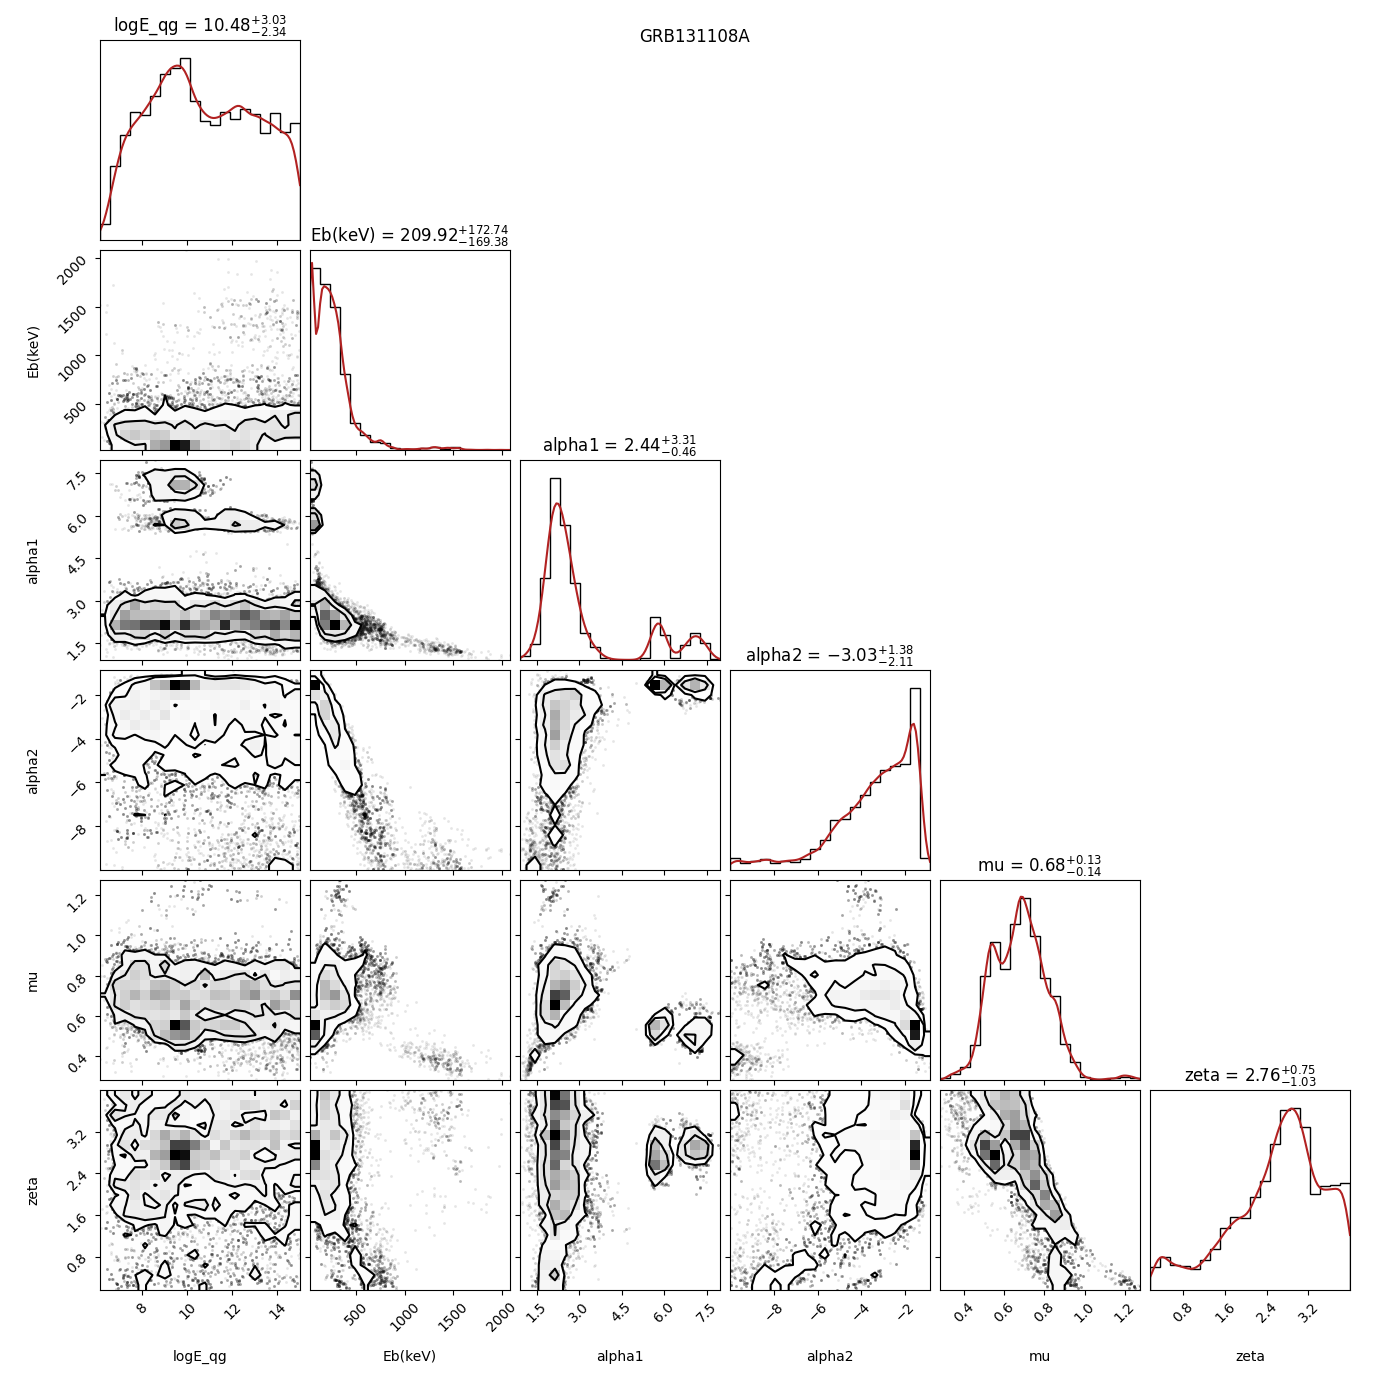 GRB131108A
logE_qg = 10.48+3.03−2.34
Eb(keV) = 209.92+172.74−169.38
2000
1500
1000
500
Eb(keV)
alpha1 = 2.44+3.31−0.46
7.5
6.0
4.5
3.0
1.5
alpha1
alpha2 = −3.03+1.38−2.11
−2
−4
−6
−8
alpha2
mu = 0.68+0.13−0.14
1.2
1.0
0.8
0.6
0.4
mu
zeta = 2.76+0.75−1.03
3.2
2.4
1.6
0.8
zeta
8 10 12 14
500 1000 1500 2000
1.5 3.0 4.5 6.0 7.5
−8 −6 −4 −2
0.4 0.6 0.8 1.0 1.2
0.8 1.6 2.4 3.2
logE_qg Eb(keV) alpha1 alpha2 mu zeta